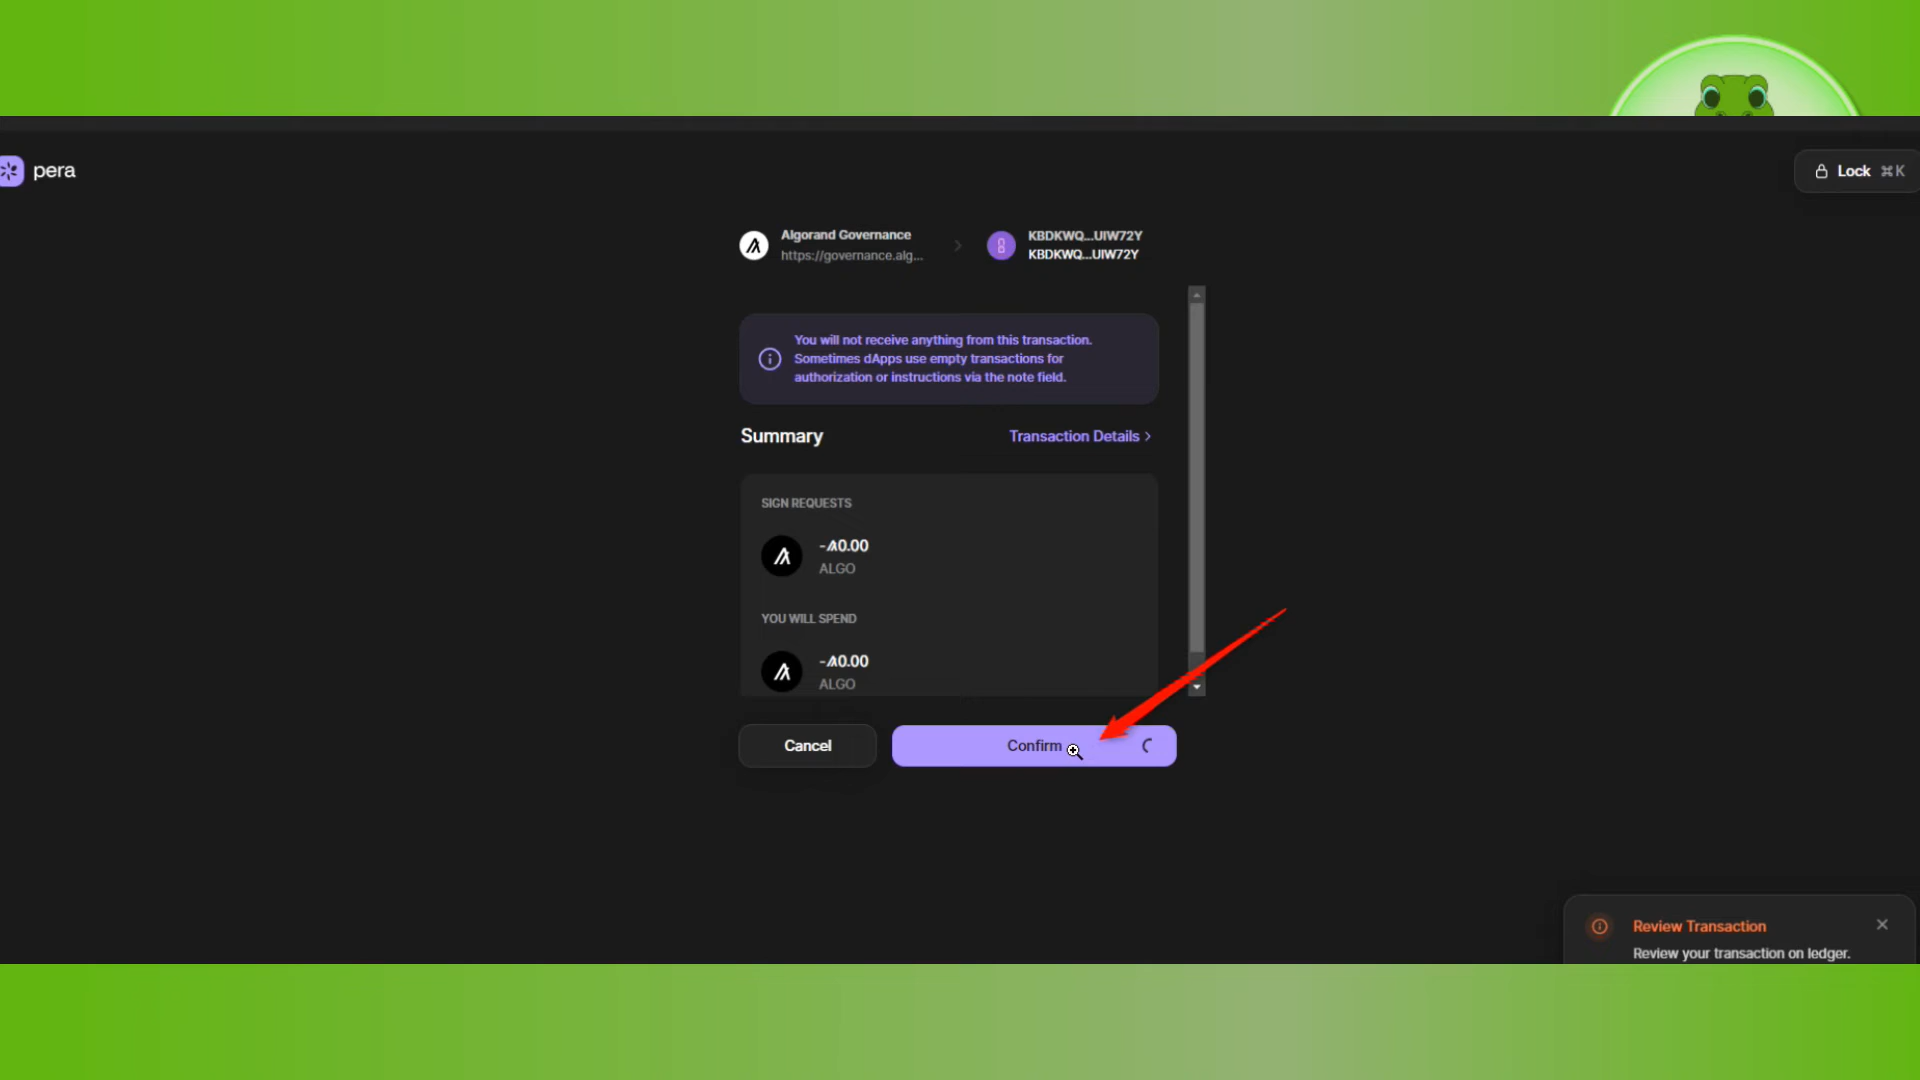 pera
Lock ⌘K
Algorand Governance
https://governance.alg...
KBDKWQ...UIW72Y
KBDKWQ...UIW72Y
You will not receive anything from this transaction.
Sometimes dApps use empty transactions for
authorization or instructions via the note field.
Summary
Transaction Details >
SIGN REQUESTS
-Ⱥ0.00
ALGO
YOU WILL SPEND
-Ⱥ0.00
ALGO
Cancel
Confirm
Review Transaction
Review your transaction on ledger.